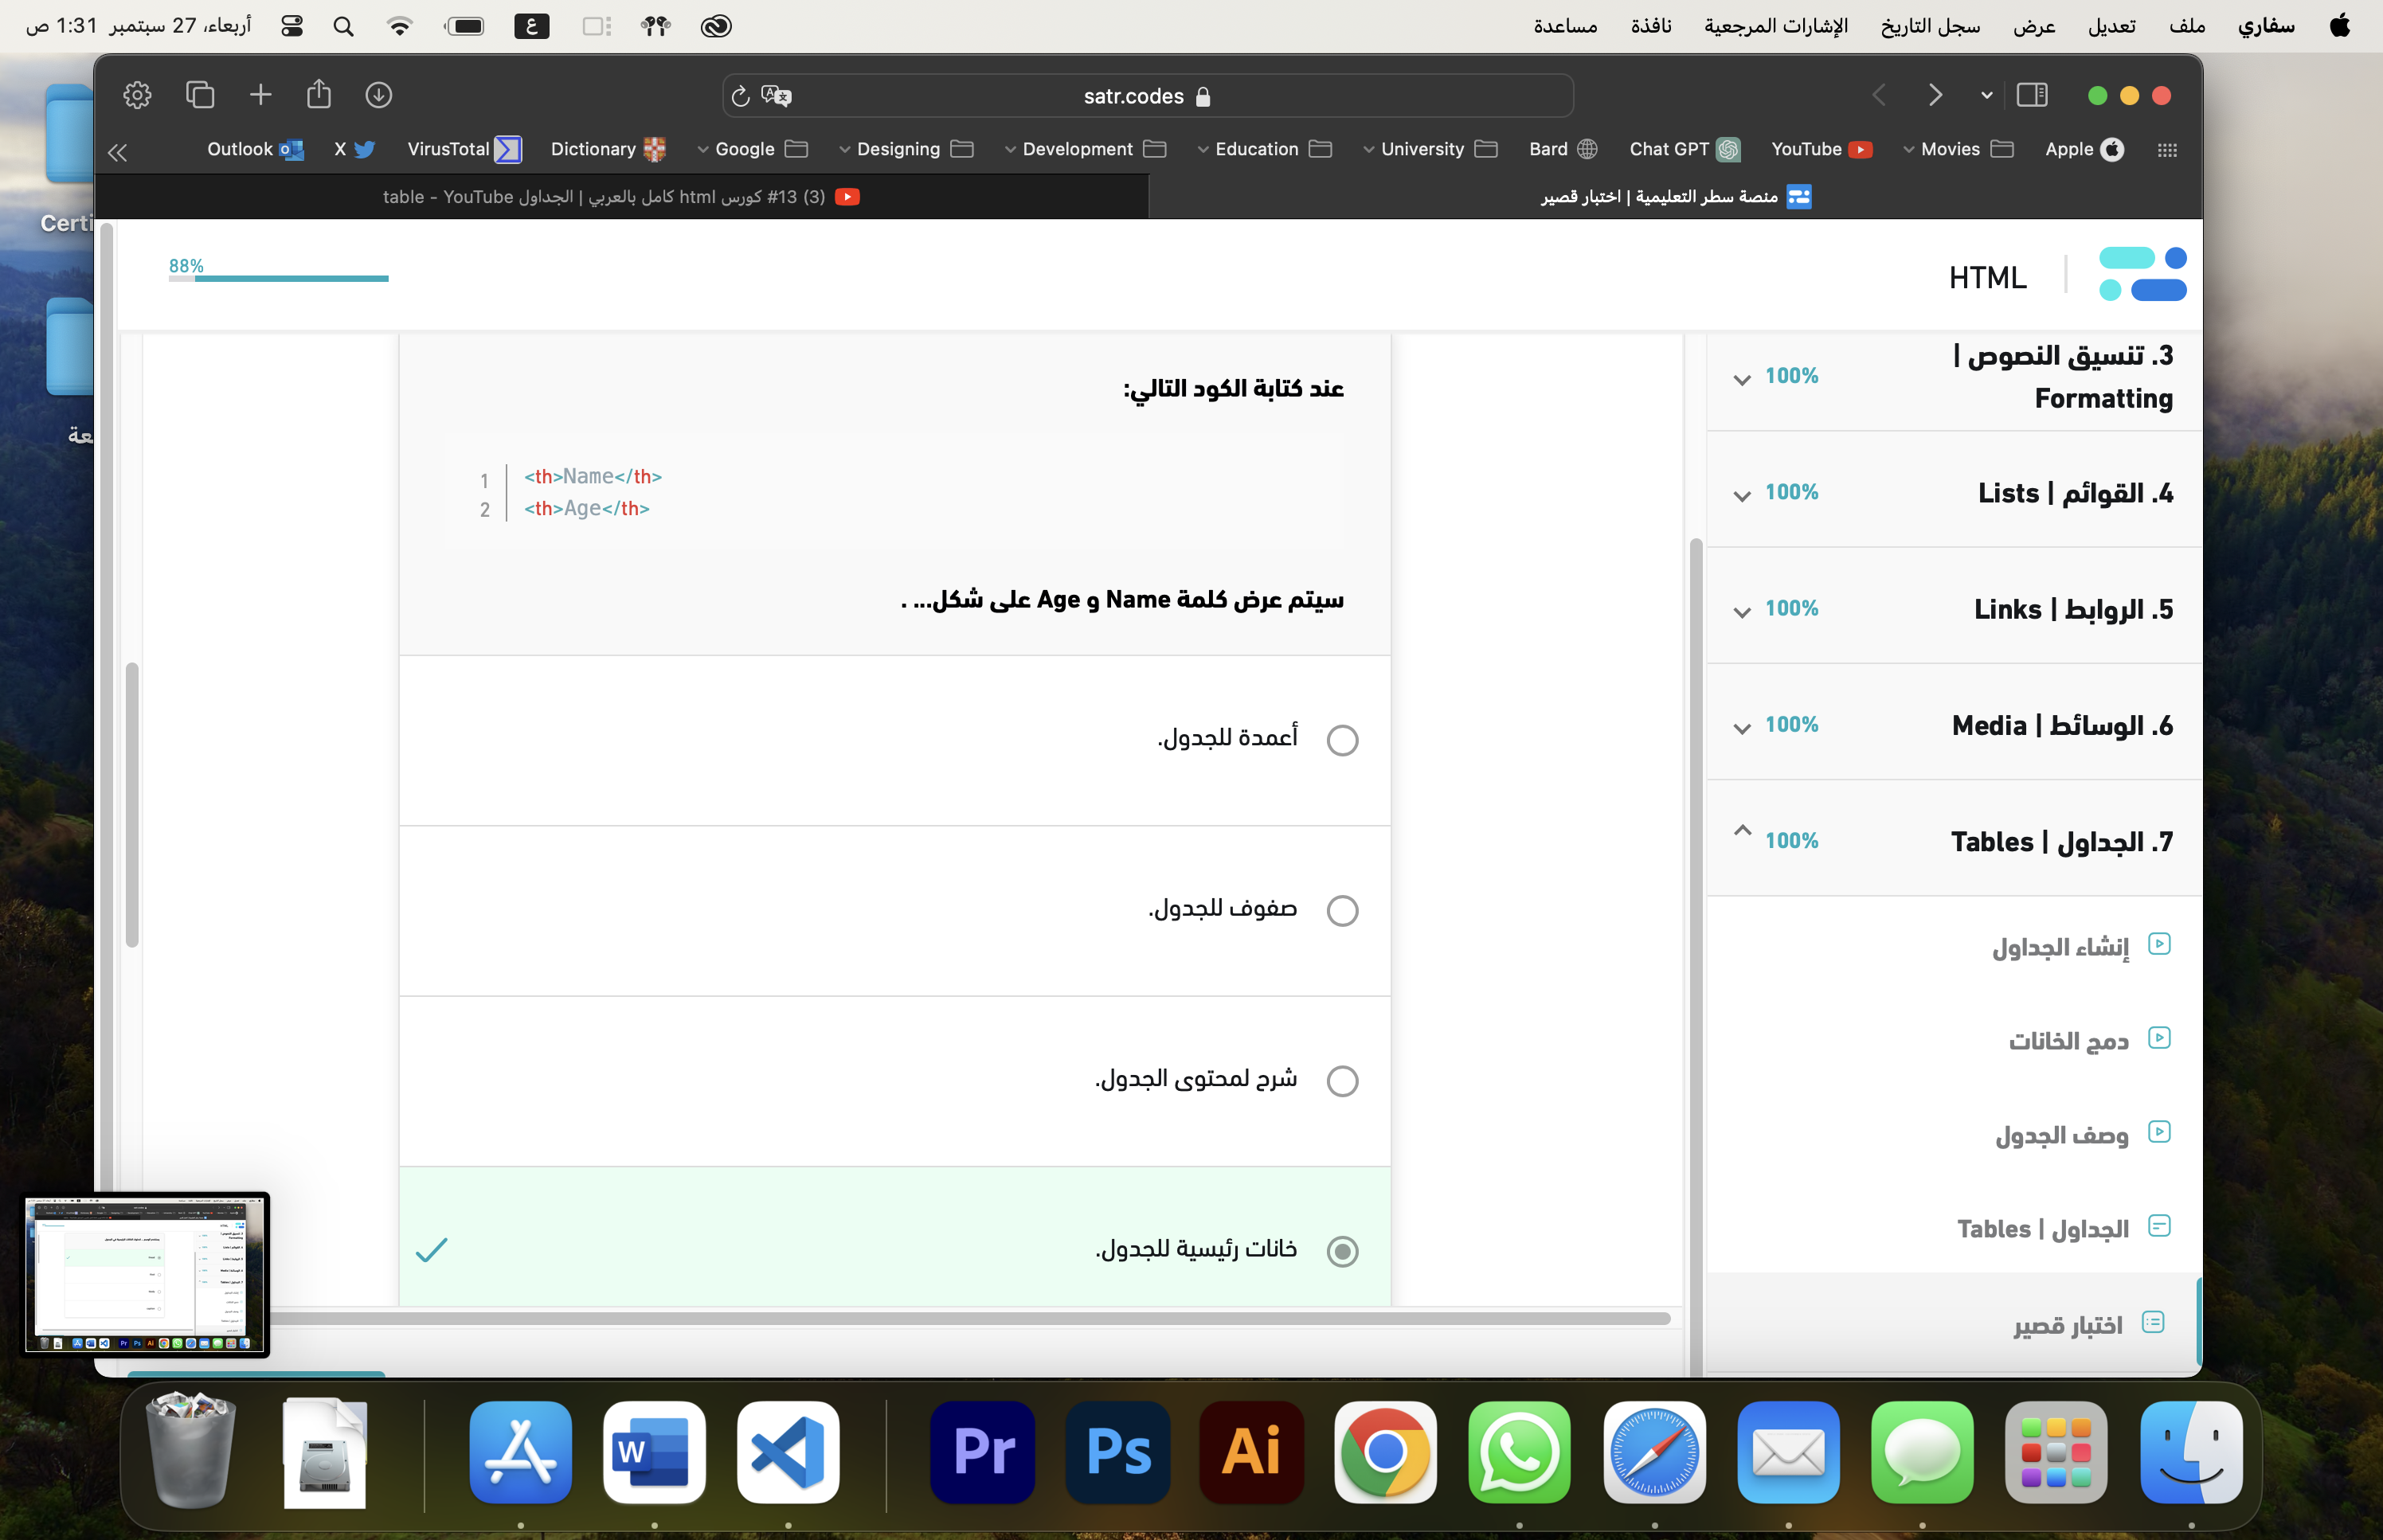 سفاري ملف تعديل عرض سجل التاريخ الإشارات المرجعية نافذة مساعدة
ع
أربعاء، 27 سبتمبر 1:31 ص
satr.codes
Apple Movies YouTube Chat GPT Bard University Education Development Designing Google Dictionary VirusTotal X Outlook
منصة سطر التعليمية | اختبار قصير
(3) #13 كورس html كامل بالعربي | الجداول table - YouTube
HTML
88%
3. تنسيق النصوص | Formatting
100%
4. القوائم | Lists
100%
5. الروابط | Links
100%
6. الوسائط | Media
100%
7. الجداول | Tables
100%
إنشاء الجداول
دمج الخانات
وصف الجدول
الجداول | Tables
اختبار قصير
عند كتابة الكود التالي:
1 <th>Name</th>
2 <th>Age</th>
سيتم عرض كلمة Name و Age على شكل... .
أعمدة للجدول.
صفوف للجدول.
شرح لمحتوى الجدول.
خانات رئيسية للجدول.
Certi
عة
W
Pr
Ps
Ai